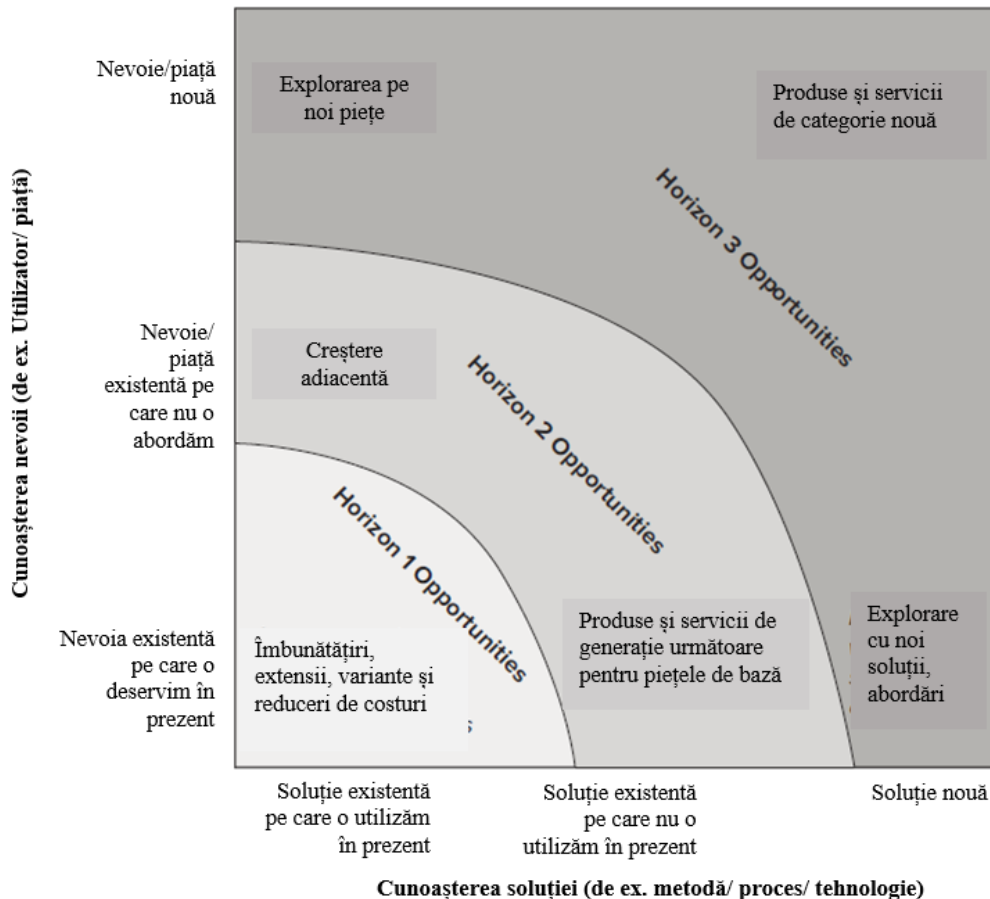 Nevoie/piață
nouă
Explorarea pe
noi piețe
Produse și servicii
de categorie nouă
Horizon 3 Opportunities
Cunoașterea nevoii (de ex. Utilizator/ piață)
Nevoie/
piață
existentă pe
care nu o
abordăm
Creștere
adiacentă
Horizon 2 Opportunities
Horizon 1 Opportunities
Nevoia existentă
pe care o
deservim în
prezent
Îmbunătățiri,
extensii, variante și
reduceri de costuri
s
Produse și servicii de
generație următoare
pentru piețele de bază
Explorare
cu noi
soluții,
abordări
Soluție existentă
pe care o utilizăm
în prezent
Soluție existentă
pe care nu o
utilizăm în prezent
Soluție nouă
Cunoașterea soluției (de ex. metodă/ proces/ tehnologie)